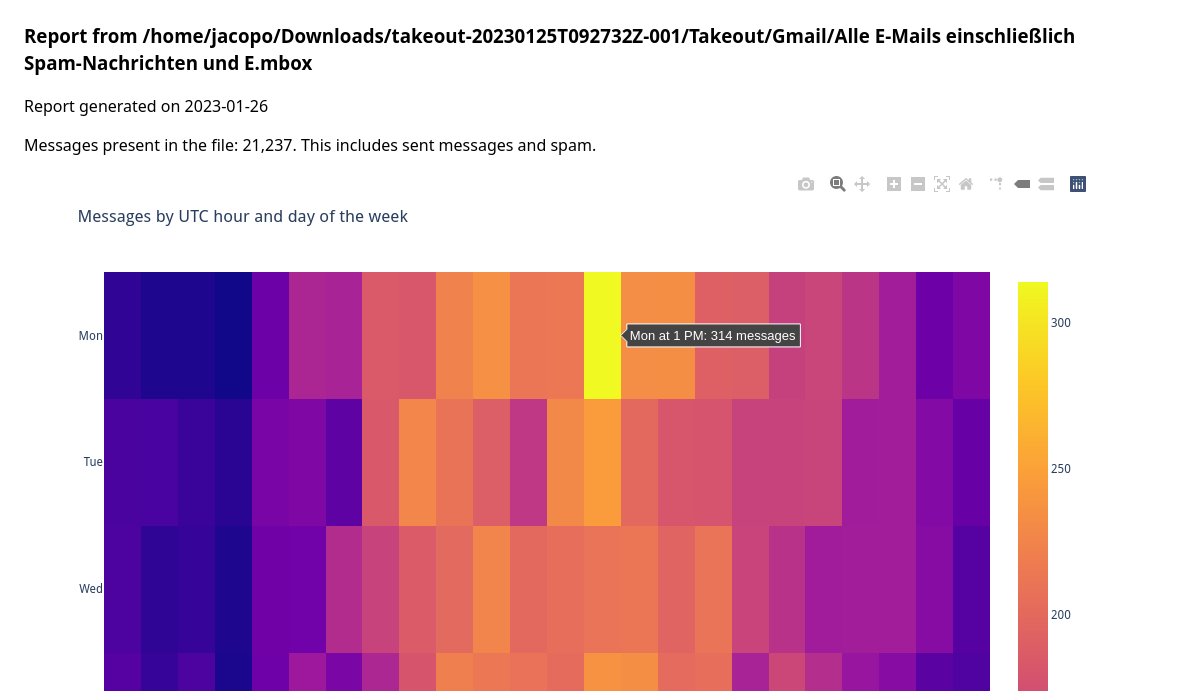 Report from /home/jacopo/Downloads/takeout-20230125T092732Z-001/Takeout/Gmail/Alle E-Mails einschließlich
Spam-Nachrichten und E.mbox
Report generated on 2023-01-26
Messages present in the file: 21,237. This includes sent messages and spam.
Messages by UTC hour and day of the week
Mon
Mon at 1 PM: 314 messages
Tue
Wed
300
250
200